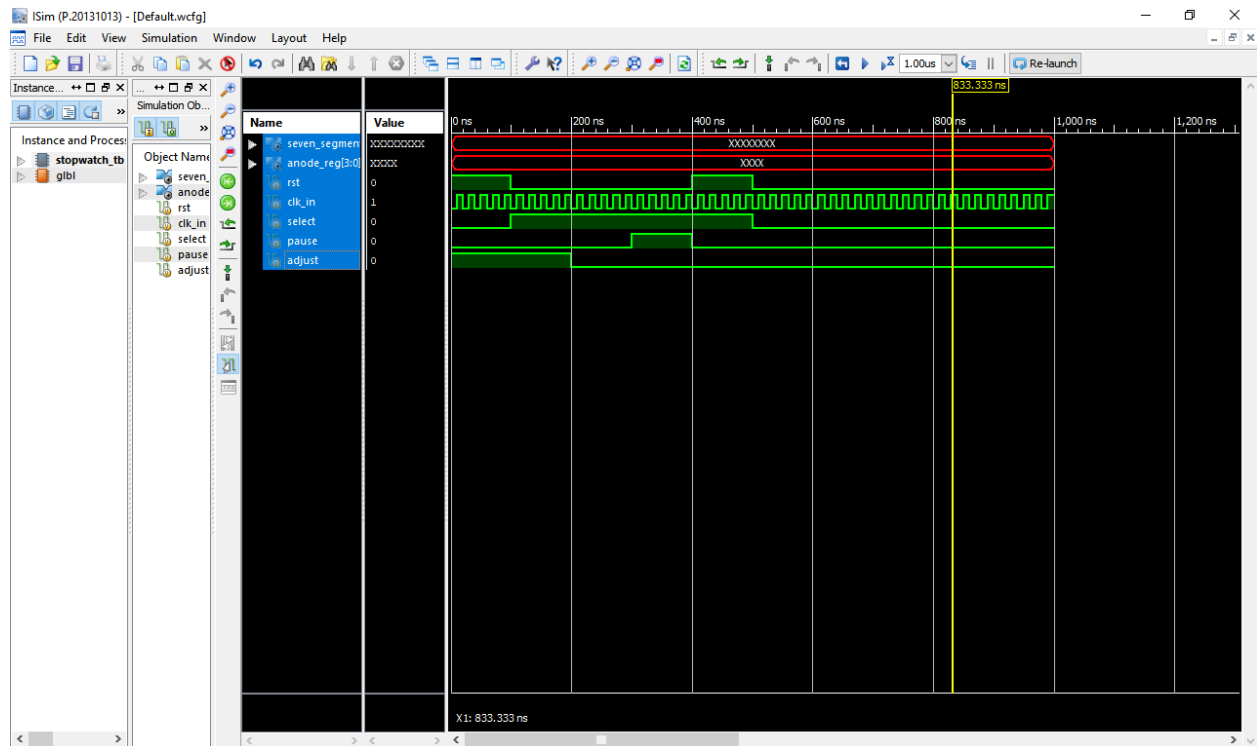 ISim (P.20131013) - [Default.wcfg]
File Edit View Simulation Window Layout Help
1.00us Re-launch
Instance...
...
Simulation Ob...
» »
Instance and Process
stopwatch_tb
glbl
Object Name
seven_
anode
rst
clk_in
select
pause
adjust
Name Value
seven_segmen XXXXXXXX
anode_reg[3:0] XXXX
rst 0
clk_in 1
select 0
pause 0
adjust 0
833.333 ns
0 ns 200 ns 400 ns 600 ns 800 ns 1,000 ns 1,200 ns
XXXXXXXX
XXXX
X1: 833.333 ns